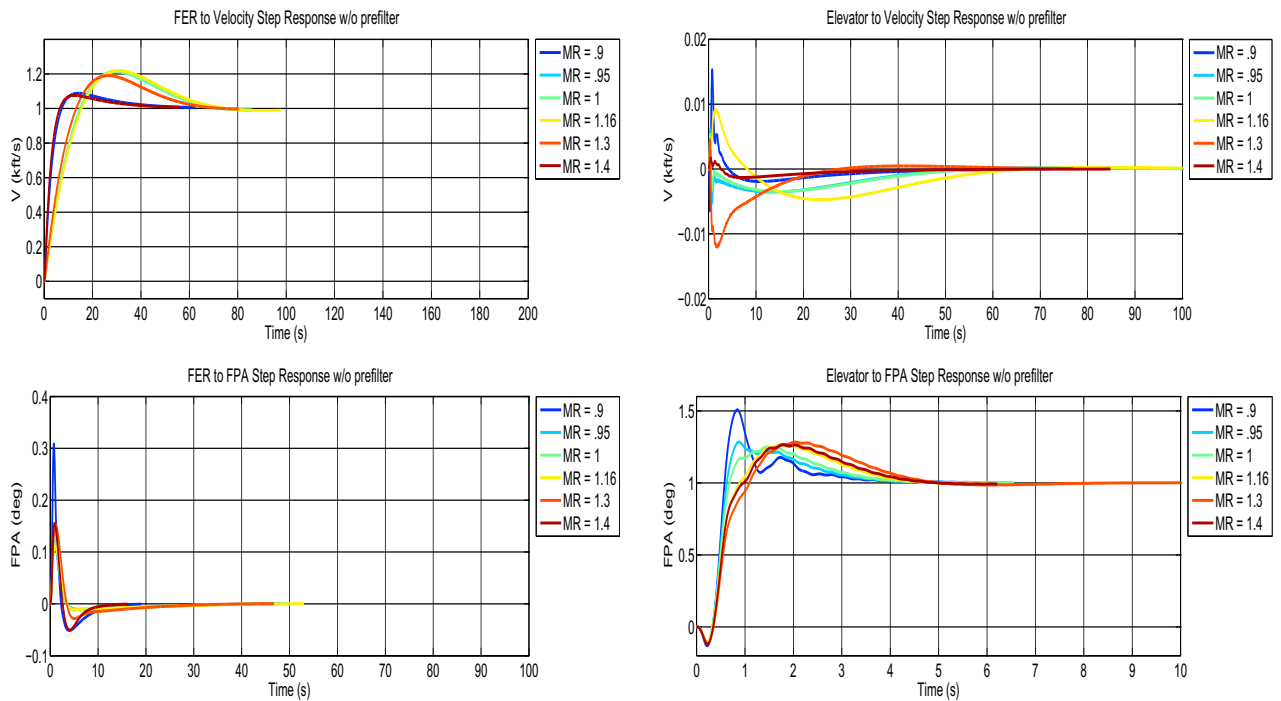 FER to Velocity Step Response w/o prefilter
V (kft/s)
1.2
1
0.8
0.6
0.4
0.2
0
0 20 40 60 80 100 120 140 160 180 200
Time (s)
MR = .9
MR = .95
MR = 1
MR = 1.16
MR = 1.3
MR = 1.4
Elevator to Velocity Step Response w/o prefilter
V (kft/s)
0.02
0.01
0
−0.01
−0.02
0 10 20 30 40 50 60 70 80 90 100
Time (s)
MR = .9
MR = .95
MR = 1
MR = 1.16
MR = 1.3
MR = 1.4
FER to FPA Step Response w/o prefilter
FPA (deg)
0.4
0.3
0.2
0.1
0
−0.1
0 10 20 30 40 50 60 70 80 90 100
Time (s)
MR = .9
MR = .95
MR = 1
MR = 1.16
MR = 1.3
MR = 1.4
Elevator to FPA Step Response w/o prefilter
FPA (deg)
1.5
1
0.5
0
0 1 2 3 4 5 6 7 8 9 10
Time (s)
MR = .9
MR = .95
MR = 1
MR = 1.16
MR = 1.3
MR = 1.4